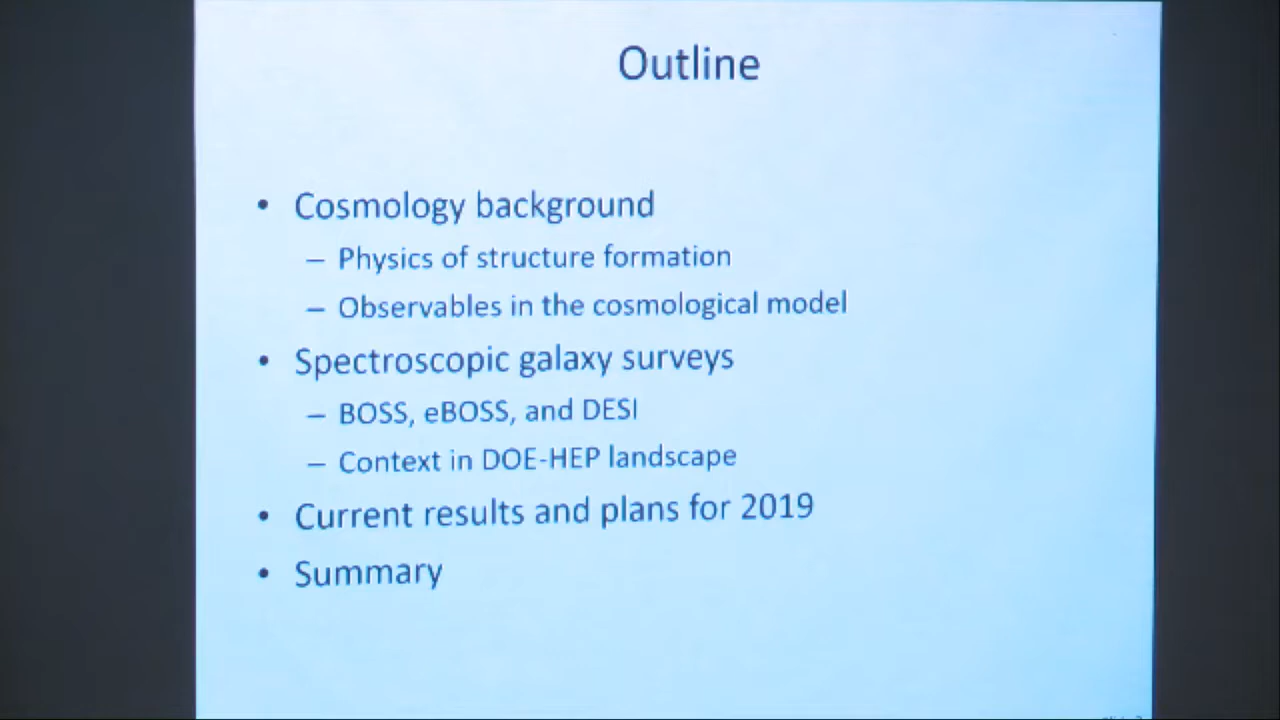 Outline
• Cosmology background
– Physics of structure formation
– Observables in the cosmological model
• Spectroscopic galaxy surveys
– BOSS, eBOSS, and DESI
– Context in DOE-HEP landscape
• Current results and plans for 2019
• Summary